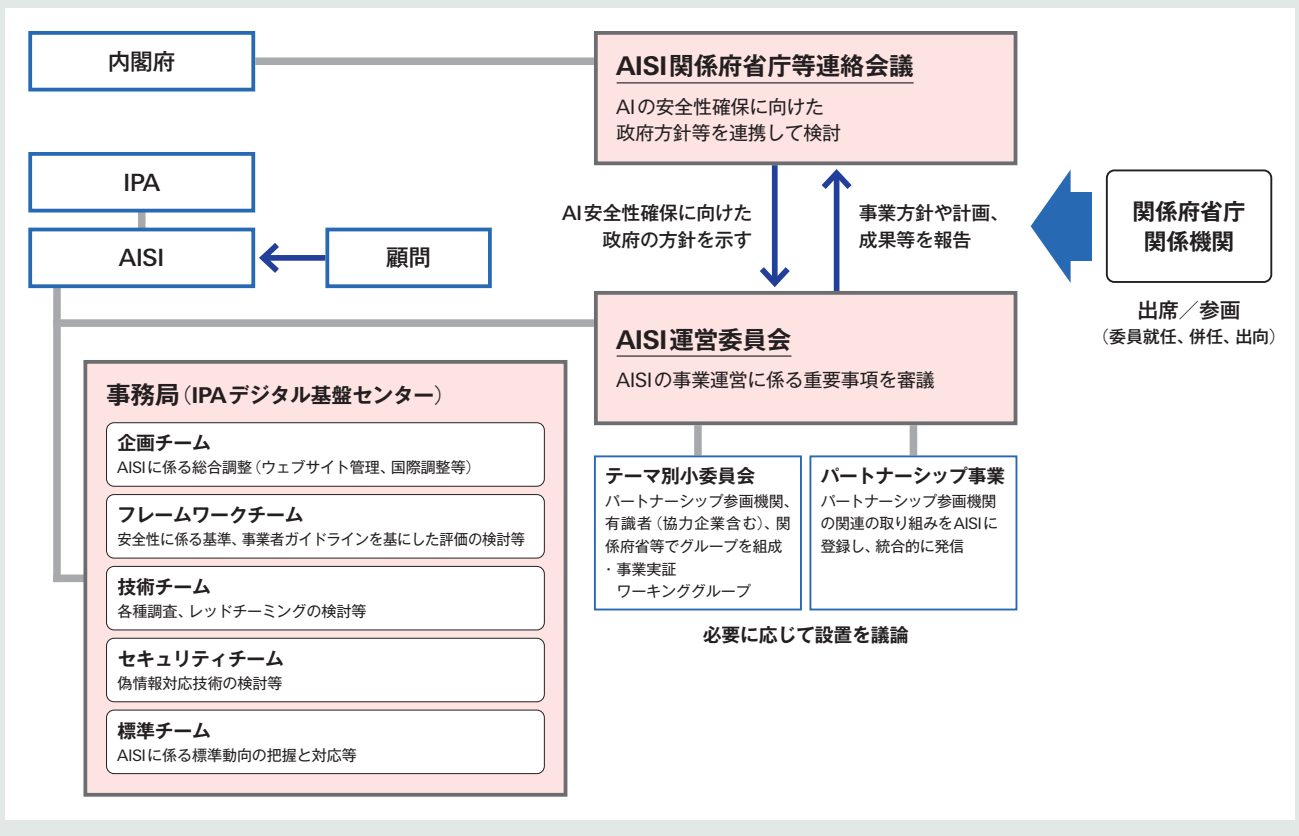 内閣府
AISI関係府省庁等連絡会議
AIの安全性確保に向けた
政府方針等を連携して検討
IPA
AISI
顧問
AI安全性確保に向けた
政府の方針を示す
事業方針や計画、
成果等を報告
関係府省庁
関係機関
出席／参画
（委員就任、併任、出向）
AISI運営委員会
AISIの事業運営に係る重要事項を審議
事務局（IPAデジタル基盤センター）
企画チーム
AISIに係る総合調整（ウェブサイト管理、国際調整等）
フレームワークチーム
安全性に係る基準、事業者ガイドラインを基にした評価の検討等
技術チーム
各種調査、レッドチーミングの検討等
セキュリティチーム
偽情報対応技術の検討等
標準チーム
AISIに係る標準動向の把握と対応等
テーマ別小委員会
パートナーシップ参画機関、
有識者（協力企業含む）、関
係府省等でグループを組成
・事業実証
ワーキンググループ
パートナーシップ事業
パートナーシップ参画機関
の関連の取り組みをAISIに
登録し、統合的に発信
必要に応じて設置を議論